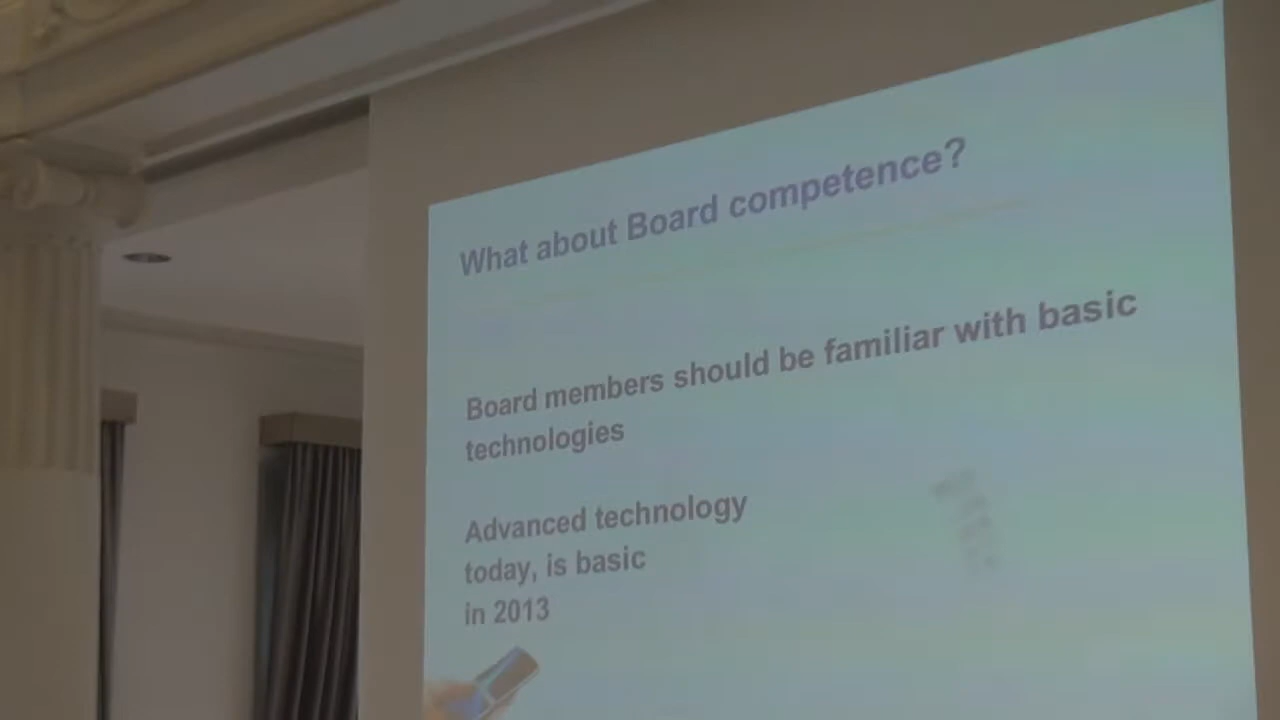 What about Board competence?
Board members should be familiar with basic
technologies
Advanced technology
today, is basic
in 2013